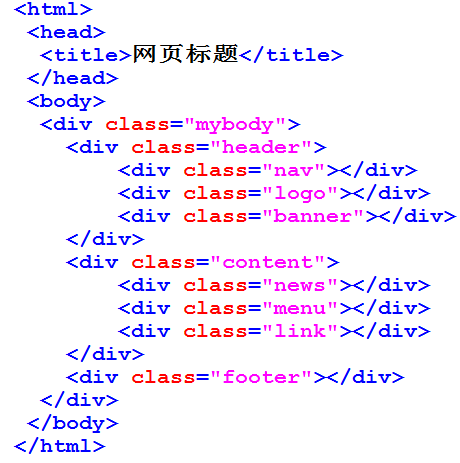 <html>
<head>
<title>网页标题</title>
</head>
<body>
<div class="mybody">
<div class="header">
<div class="nav"></div>
<div class="logo"></div>
<div class="banner"></div>
</div>
<div class="content">
<div class="news"></div>
<div class="menu"></div>
<div class="link"></div>
</div>
<div class="footer"></div>
</div>
</body>
</html>